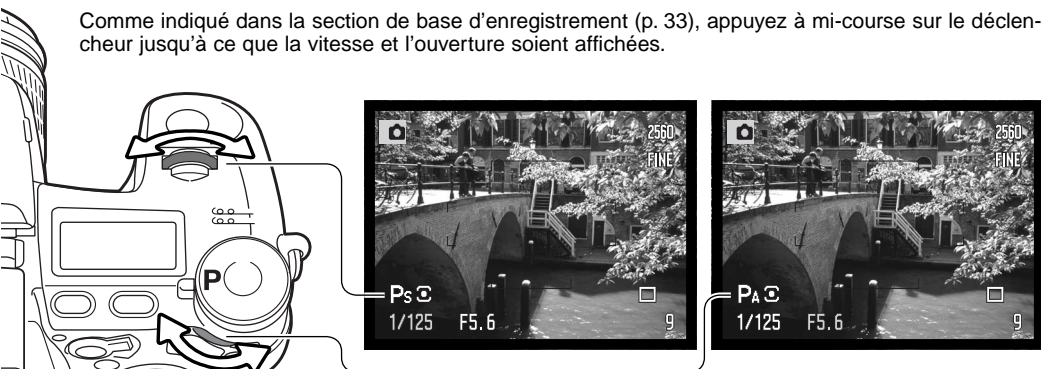 Comme indiqué dans la section de base d'enregistrement (p. 33), appuyez à mi-course sur le déclen-
cheur jusqu'à ce que la vitesse et l'ouverture soient affichées.
2560
FINE
PS
1/125 F5.6 9
2560
FINE
PA
1/125 F5.6 9
P